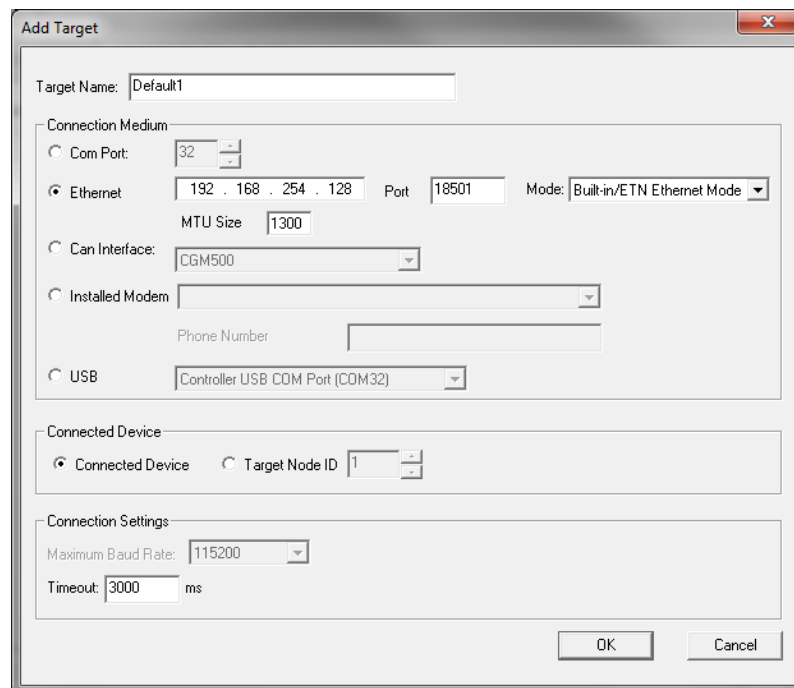 Add Target
Target Name: Default1
Connection Medium
Com Port: 32
Ethernet 192 . 168 . 254 . 128 Port 18501 Mode: Built-in/ETN Ethernet Mode
MTU Size 1300
Can Interface: CGM500
Installed Modem
Phone Number
USB Controller USB COM Port (COM32)
Connected Device
Connected Device Target Node ID 1
Connection Settings
Maximum Baud Rate: 115200
Timeout: 3000 ms
OK Cancel